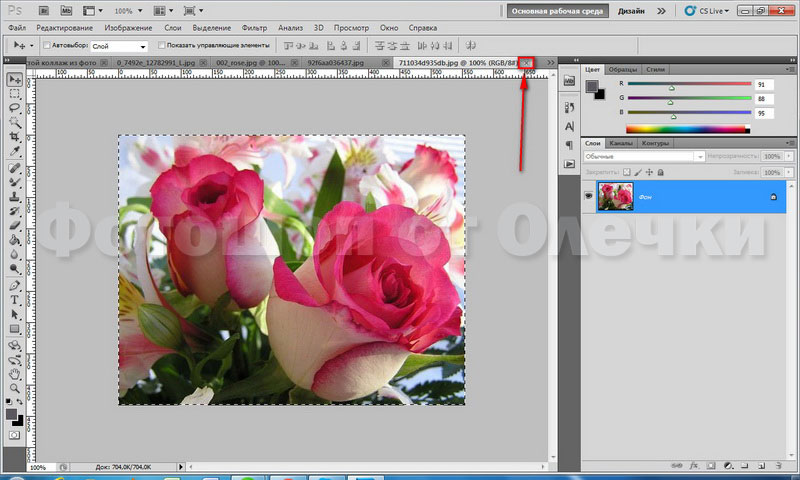 Ps Br Mb 100% Основная рабочая среда Дизайн >> CS Live
Файл Редактирование Изображение Слои Выделение Фильтр Анализ 3D Просмотр Окно Справка
Автовыбор: Слой Показать управляющие элементы
той коллаж из фото 0_7492e_12782991_L.jpg 002_rose.jpg @ 100... 92f6aa036437.jpg 711034d935db.jpg @ 100% (RGB/8#)
Цвет Образцы Стили
R 91
G 88
B 95
Слои Каналы Контуры
Обычные Непрозрачность: 100%
Закрепить: Заливка: 100%
Фон
Фотошоп от Олечки
100% Док: 704,0K/704,0K